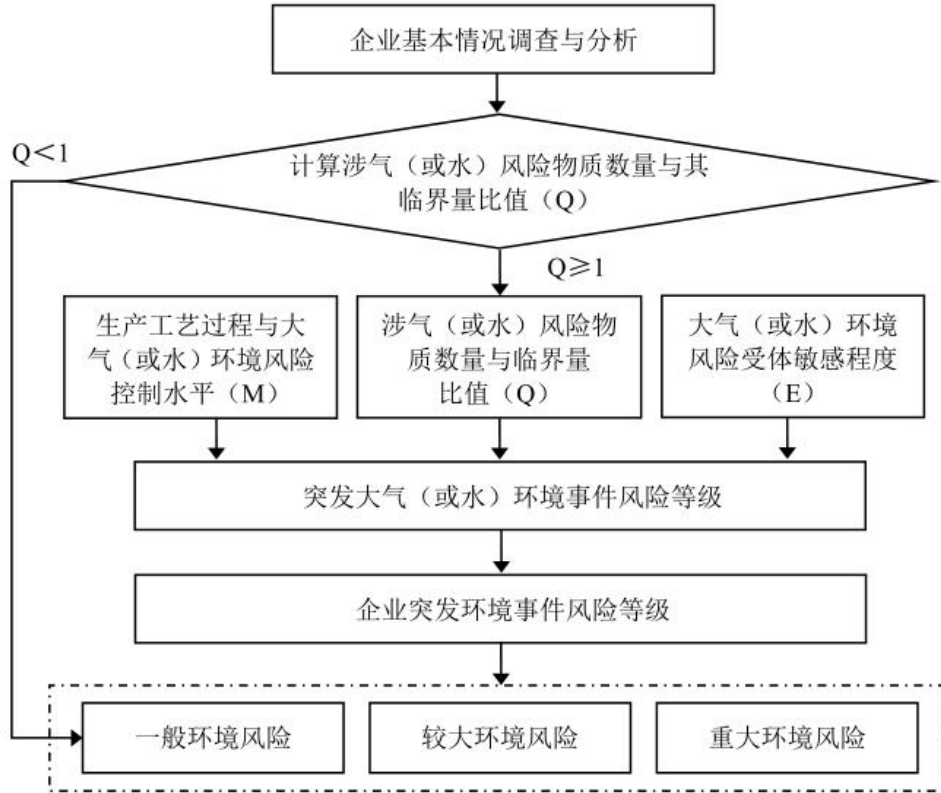 企业基本情况调查与分析
Q＜1
计算涉气（或水）风险物质数量与其
临界量比值（Q）
Q≥1
生产工艺过程与大
气（或水）环境风险
控制水平（M）
涉气（或水）风险物
质数量与临界量
比值（Q）
大气（或水）环境
风险受体敏感程度
（E）
突发大气（或水）环境事件风险等级
企业突发环境事件风险等级
一般环境风险
较大环境风险
重大环境风险